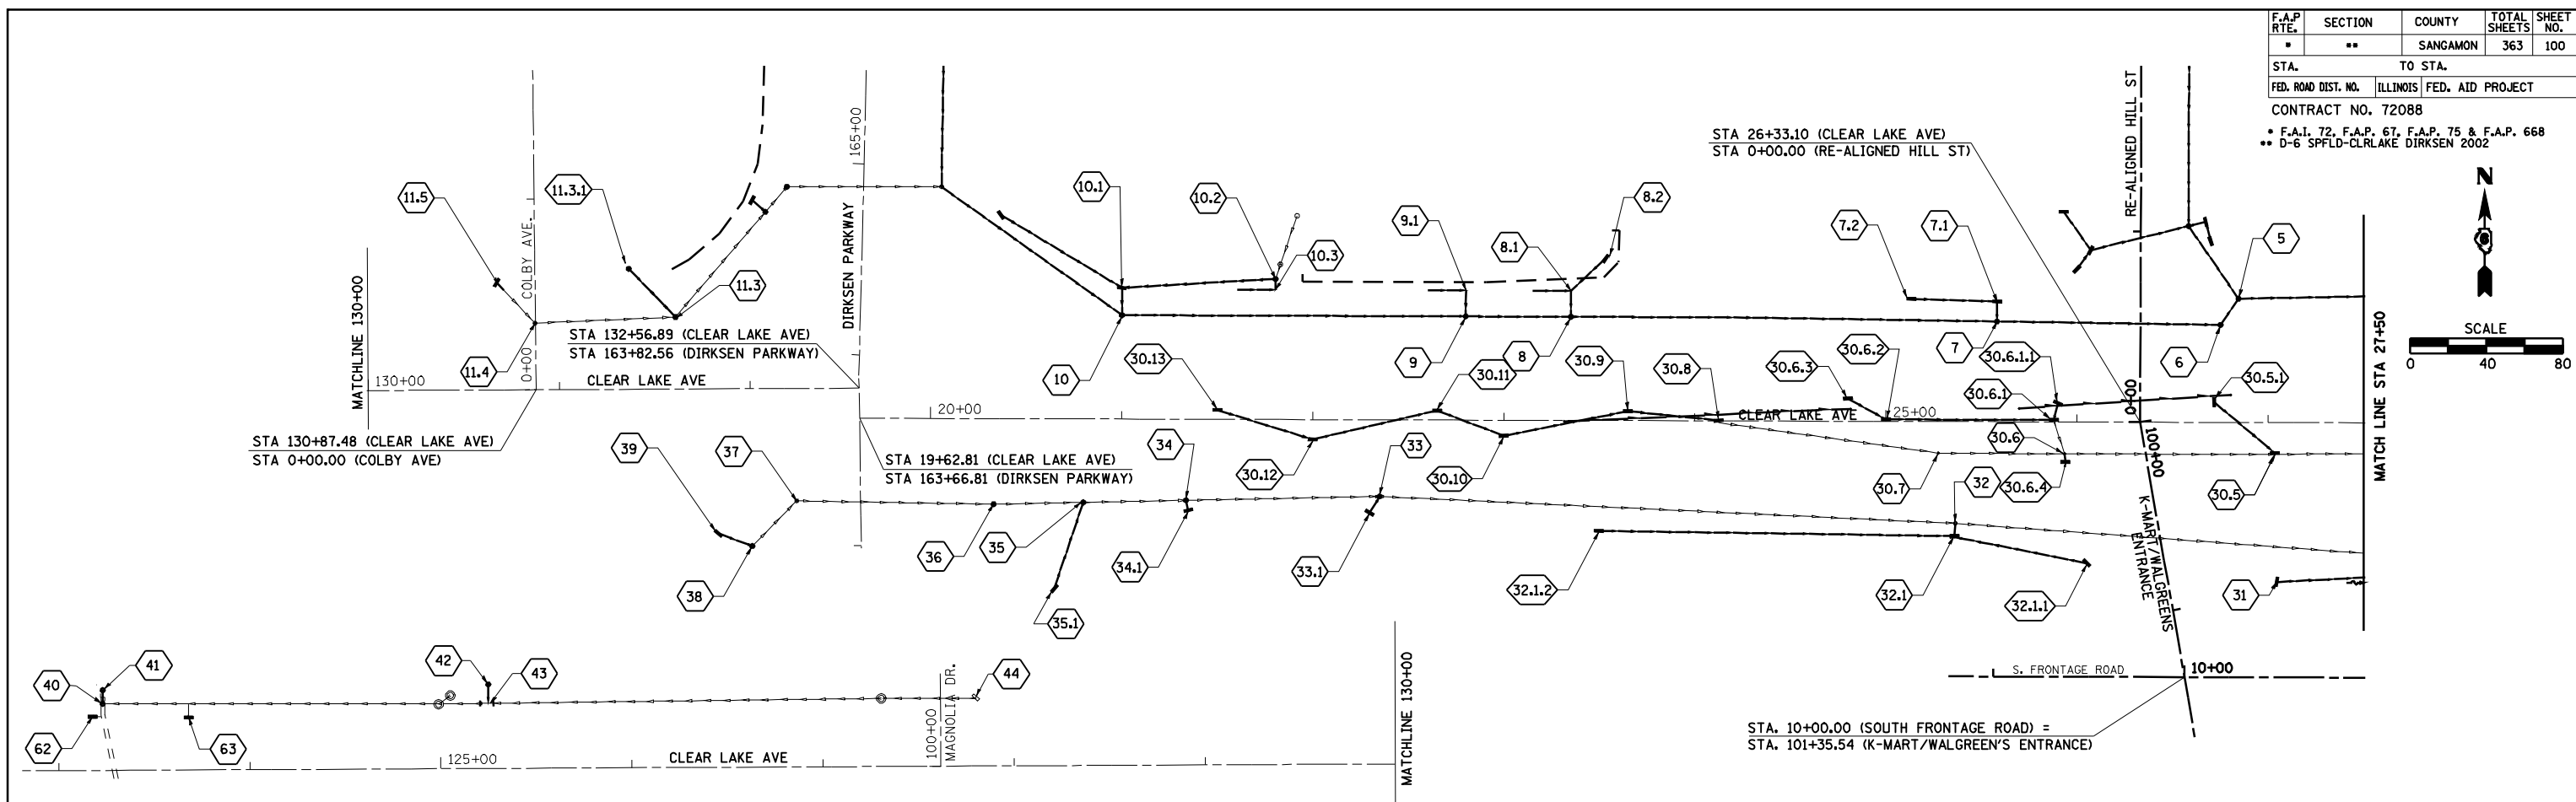 F.A.P RTE. SECTION COUNTY TOTAL SHEETS SHEET NO.
* ** SANGAMON 363 100
STA. TO STA.
FED. ROAD DIST. NO. ILLINOIS FED. AID PROJECT
CONTRACT NO. 72088
* F.A.I. 72, F.A.P. 67, F.A.P. 75 & F.A.P. 668
** D-6 SPFLD-CLRLAKE DIRKSEN 2002
N
SCALE
0 40 80
STA 26+33.10 (CLEAR LAKE AVE)
STA 0+00.00 (RE-ALIGNED HILL ST)
RE-ALIGNED HILL ST
165+00
DIRKSEN PARKWAY
COLBY AVE.
0+00
MATCHLINE 130+00
11.5
11.3.1
10.1
10.2
10.3
9.1
8.1
8.2
7.2
7.1
5
11.3
11.4
STA 132+56.89 (CLEAR LAKE AVE)
STA 163+82.56 (DIRKSEN PARKWAY)
130+00
CLEAR LAKE AVE
10
9
8
7
6
30.13
30.11
30.9
30.8
30.6.3
30.6.2
30.6.1.1
30.6.1
30.5.1
20+00
CLEAR LAKE AVE
25+00
0+00
100+00
MATCH LINE STA 27+50
STA 130+87.48 (CLEAR LAKE AVE)
STA 0+00.00 (COLBY AVE)
39
37
STA 19+62.81 (CLEAR LAKE AVE)
STA 163+66.81 (DIRKSEN PARKWAY)
34
33
30.12
30.10
30.7
32
30.6
30.6.4
30.5
K-MART/WALGREENS
ENTRANCE
38
36
35
34.1
33.1
35.1
32.1.2
32.1
32.1.1
31
40
41
42
43
44
62
63
100+00
MAGNOLIA DR.
125+00
CLEAR LAKE AVE
MATCHLINE 130+00
S. FRONTAGE ROAD
10+00
STA. 10+00.00 (SOUTH FRONTAGE ROAD) =
STA. 101+35.54 (K-MART/WALGREEN'S ENTRANCE)